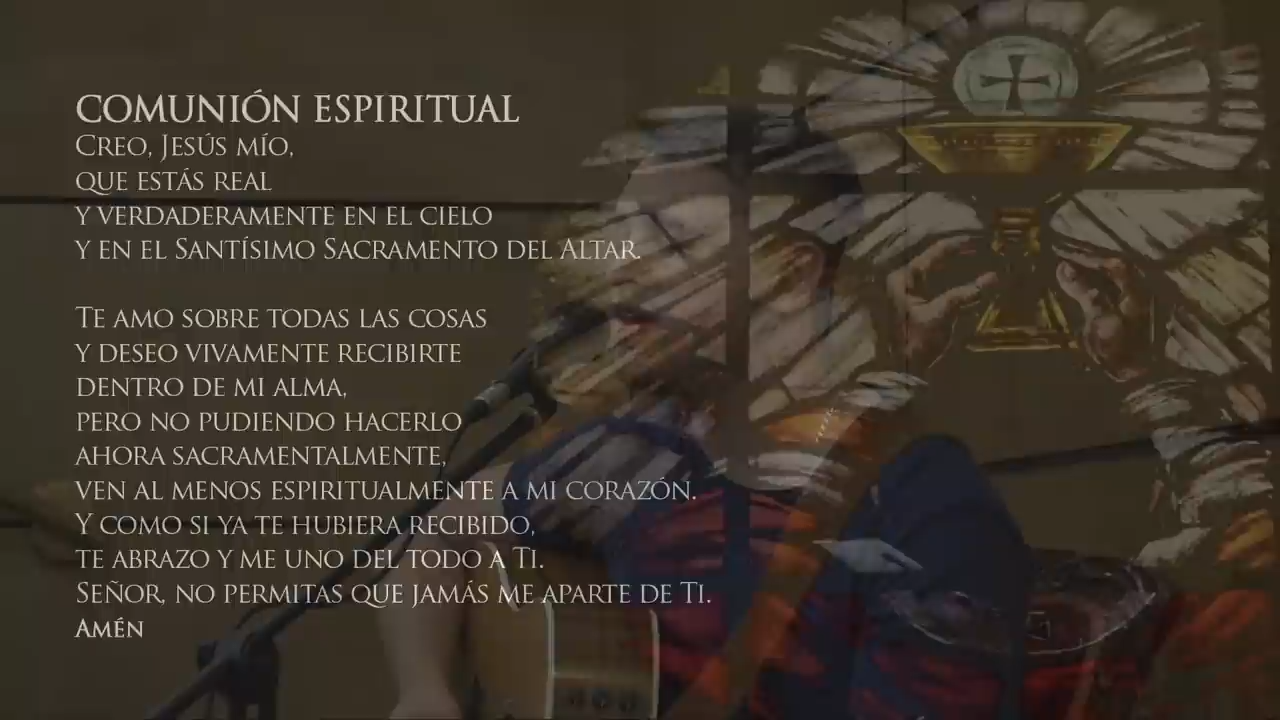 COMUNIÓN ESPIRITUAL
CREO, JESÚS MÍO,
QUE ESTÁS REAL
Y VERDADERAMENTE EN EL CIELO
Y EN EL SANTÍSIMO SACRAMENTO DEL ALTAR.
TE AMO SOBRE TODAS LAS COSAS
Y DESEO VIVAMENTE RECIBIRTE
DENTRO DE MI ALMA,
PERO NO PUDIENDO HACERLO
AHORA SACRAMENTALMENTE,
VEN AL MENOS ESPIRITUALMENTE A MI CORAZÓN.
Y COMO SI YA TE HUBIERA RECIBIDO,
TE ABRAZO Y ME UNO DEL TODO A TI.
SEÑOR, NO PERMITAS QUE JAMÁS ME APARTE DE TI.
AMÉN